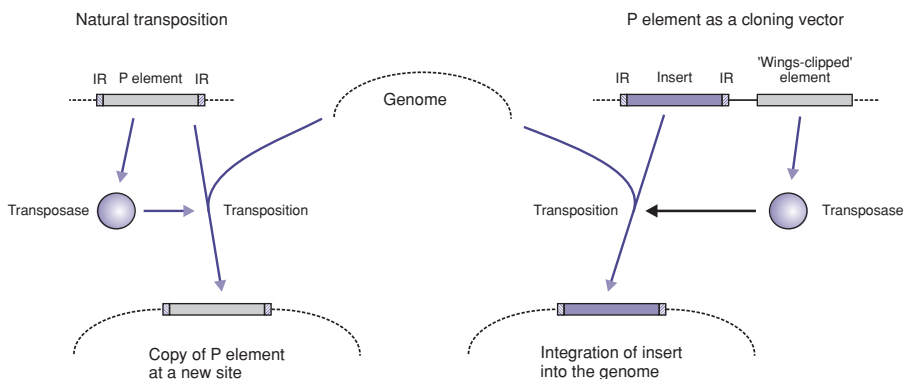 Natural transposition
P element as a cloning vector
IR P element IR
Genome
IR Insert IR
'Wings-clipped'
element
Transposase
Transposition
Transposition
Transposase
Copy of P element
at a new site
Integration of insert
into the genome